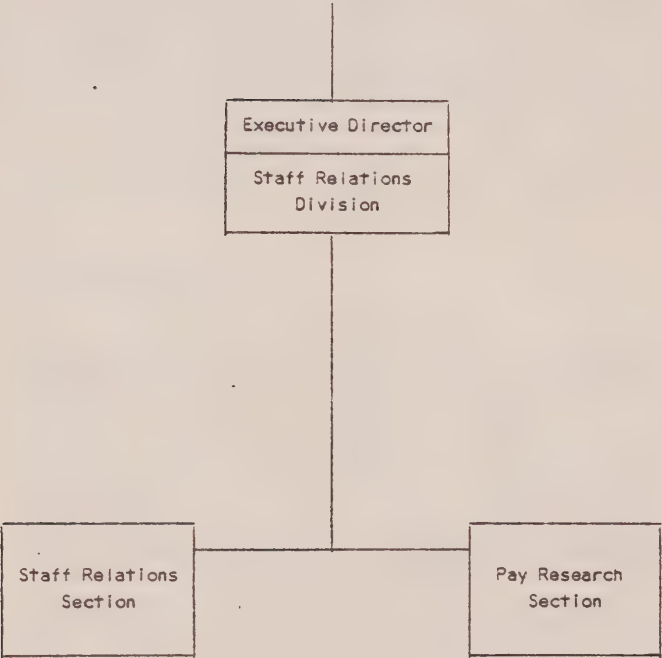 Executive Director
Staff Relations
Division
Staff Relations
Section
Pay Research
Section